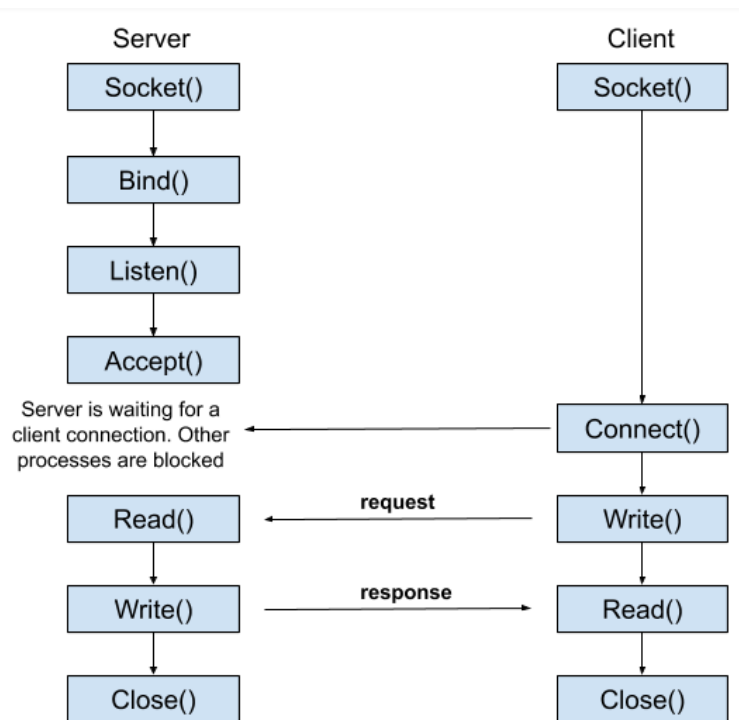 Server
Client
Socket()
Socket()
Bind()
Listen()
Accept()
Server is waiting for a
client connection. Other
processes are blocked
Connect()
request
Read()
Write()
response
Write()
Read()
Close()
Close()